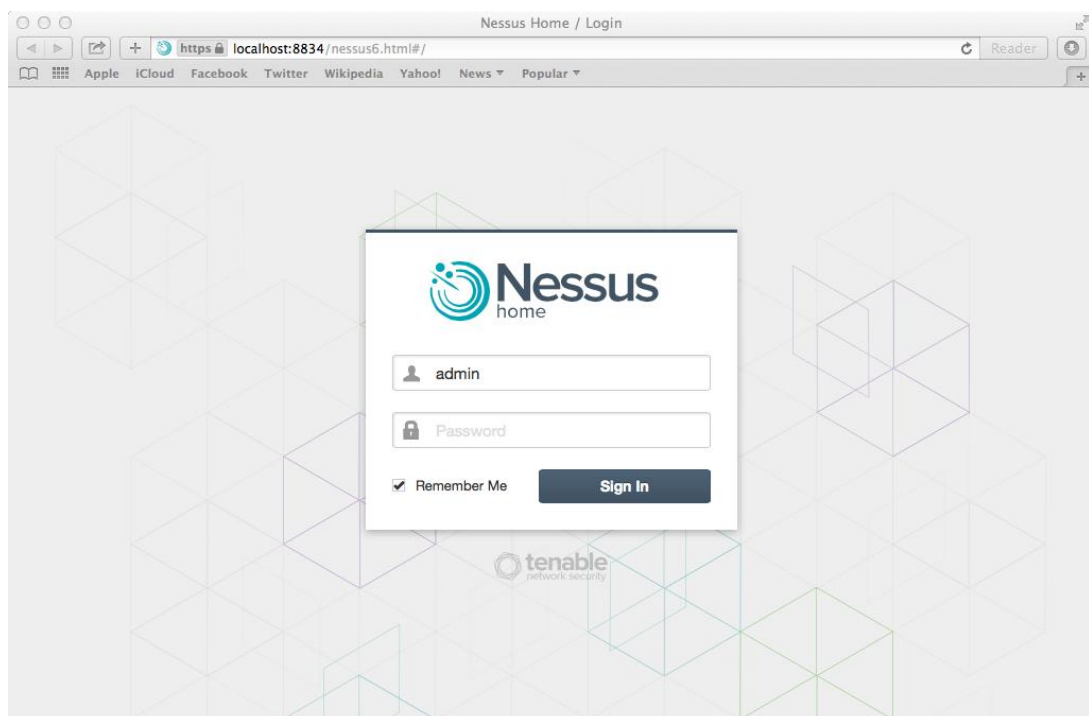 Nessus Home / Login
https localhost:8834/nessus6.html#/
Reader
Apple iCloud Facebook Twitter Wikipedia Yahoo! News Popular
Nessus
home
admin
Password
Remember Me
Sign In
tenable
network security